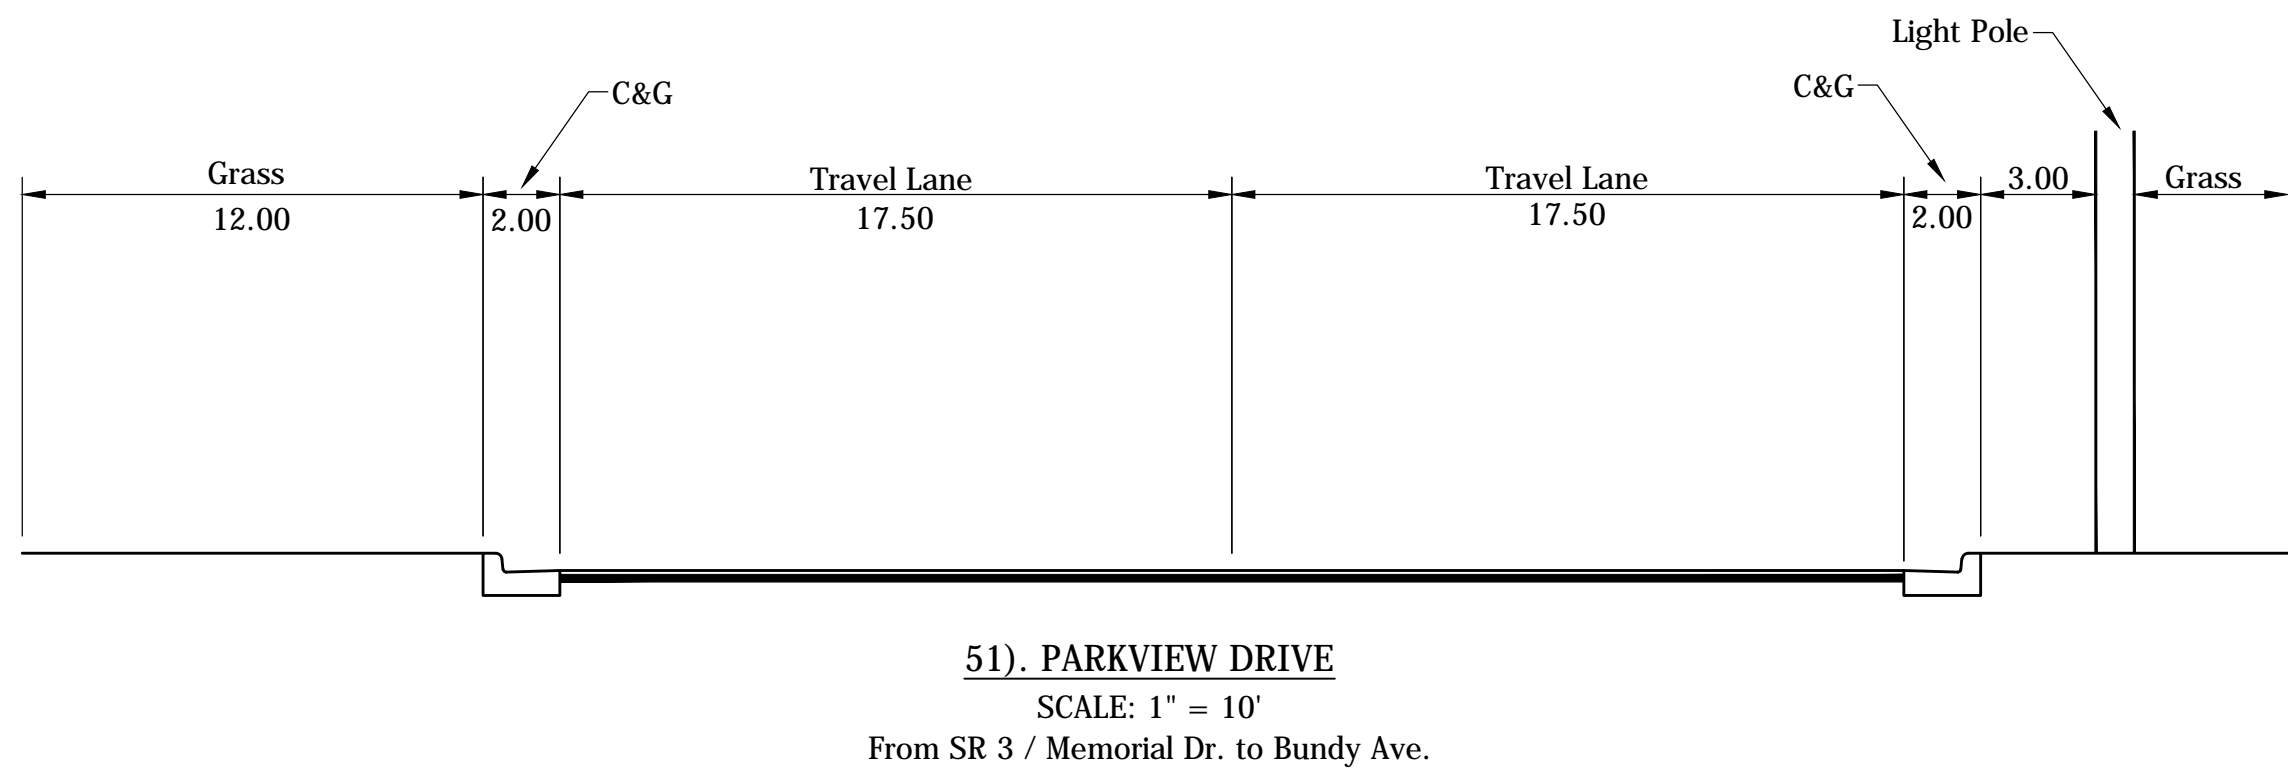 Light Pole
C&G
C&G
Grass
Travel Lane
Travel Lane
3.00
Grass
12.00
2.00
17.50
17.50
2.00
51). PARKVIEW DRIVE
SCALE: 1" = 10'
From SR 3 / Memorial Dr. to Bundy Ave.